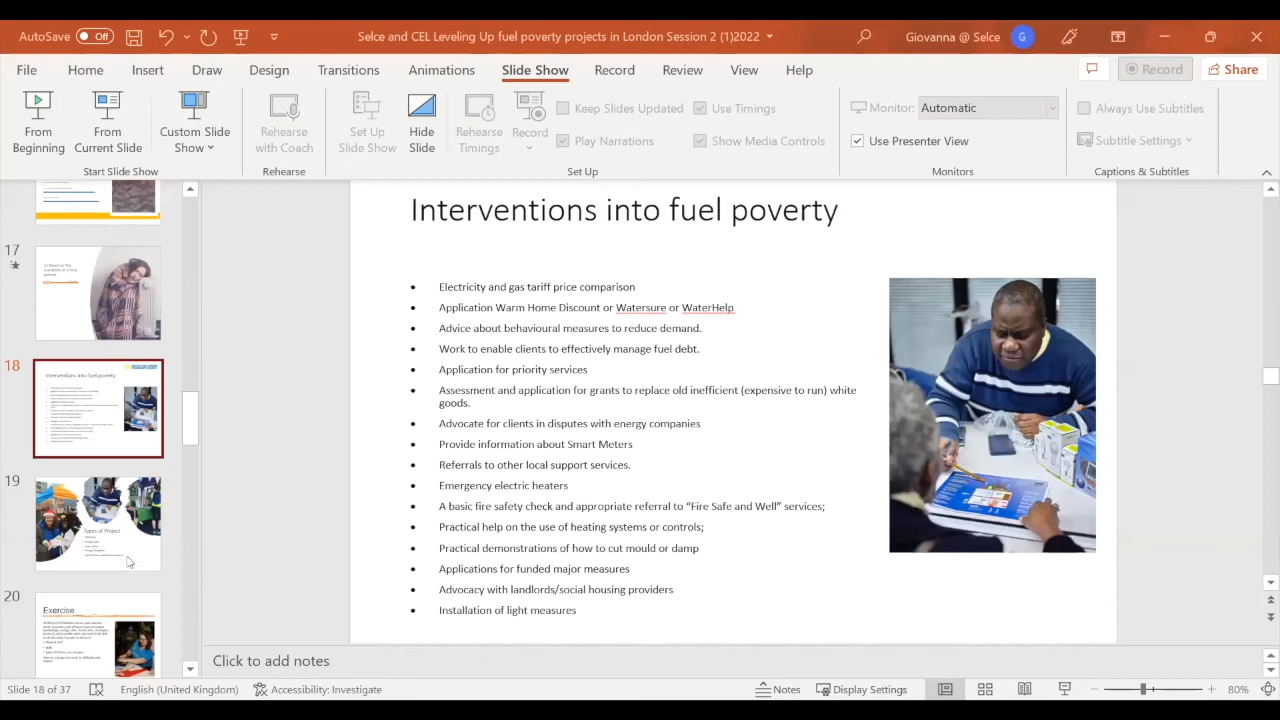 AutoSave Off
Selce and CEL Leveling Up fuel poverty projects in London Session 2 (1)2022
Giovanna @ Selce G
File Home Insert Draw Design Transitions Animations Slide Show Record Review View Help
Record Share
From Beginning
From Current Slide
Custom Slide Show
Rehearse with Coach
Set Up Slide Show
Hide Slide
Rehearse Timings
Record
Keep Slides Updated
Play Narrations
Use Timings
Show Media Controls
Monitor: Automatic
Use Presenter View
Always Use Subtitles
Subtitle Settings
Start Slide Show Rehearse Set Up Monitors Captions & Subtitles
17
18
Interventions into fuel poverty
19
Types of Project
20
Exercise
Interventions into fuel poverty
• Electricity and gas tariff price comparison
• Application Warm Home Discount or Watersure or WaterHelp
• Advice about behavioural measures to reduce demand.
• Work to enable clients to effectively manage fuel debt.
• Application for priority services
• Assessment and application for grants to replace old inefficient (more expensive to run) white
goods.
• Advocate for clients in disputes with energy companies
• Provide information about Smart Meters
• Referrals to other local support services.
• Emergency electric heaters
• A basic fire safety check and appropriate referral to “Fire Safe and Well” services;
• Practical help on the use of heating systems or controls;
• Practical demonstrations of how to cut mould or damp
• Applications for funded major measures
• Advocacy with landlords/social housing providers
• Installation of light measures
Click to add notes
Slide 18 of 37 English (United Kingdom) Accessibility: Investigate Notes Display Settings 80%